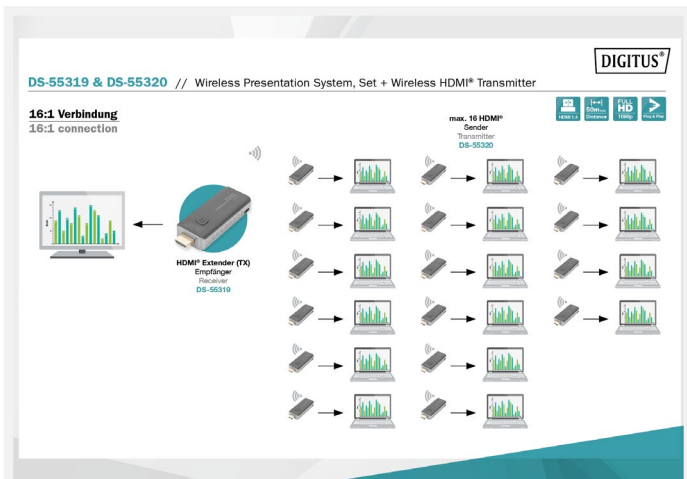 DIGITUS®
DS-55319 & DS-55320 // Wireless Presentation System, Set + Wireless HDMI® Transmitter
16:1 Verbindung
16:1 connection
max. 16 HDMI®
Sender
Transmitter
DS-55320
HDMI 1.4
50m
Distance
FULL
HD
1080p
Plug & Play
HDMI® Extender (TX)
Empfänger
Receiver
DS-55319